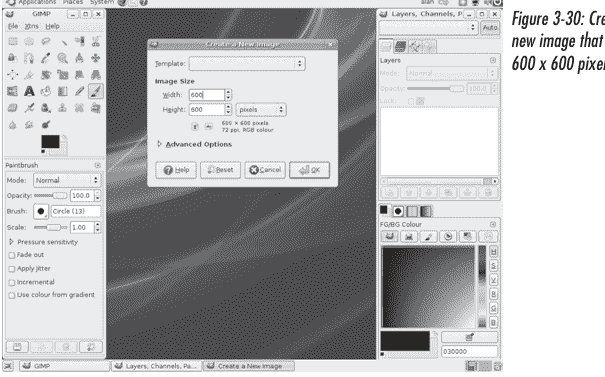 Applications Places System
alan
GIMP
File Xtns Help
Paintbrush
Mode: Normal
Opacity: 100.0
Brush: Circle (13)
Scale: 1.00
Pressure sensitivity
Fade out
Apply Jitter
Incremental
Use colour from gradient
Create a New Image
Template:
Image Size
Width: 600
Height: 600 pixels
600 × 600 pixels
72 ppi, RGB colour
Advanced Options
Help Reset Cancel OK
Layers, Channels, P
Auto
Layers
Mode: Normal
Opacity: 100.0
Lock:
FG/BG Colour
H
S
V
R
G
B
030000
GIMP
Layers, Channels, Pa...
Create a New Image
Figure 3-30: Cre
new image that
600 x 600 pixel